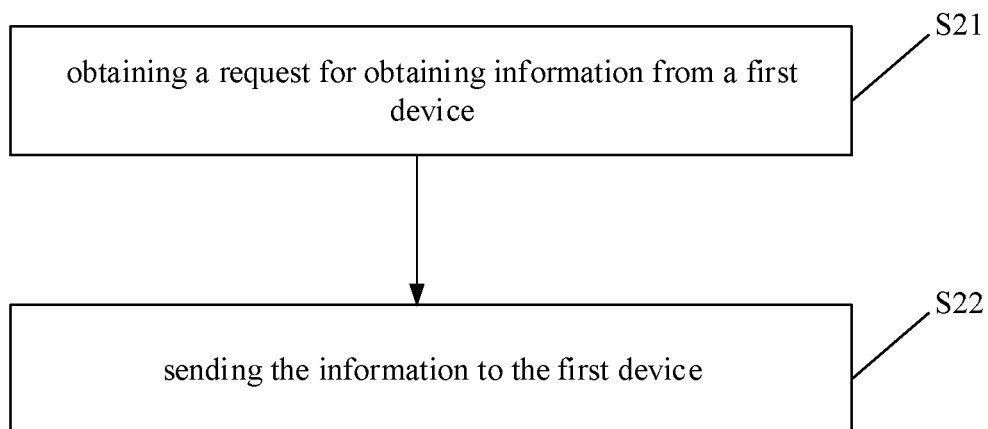 S21
obtaining a request for obtaining information from a first
device
S22
sending the information to the first device